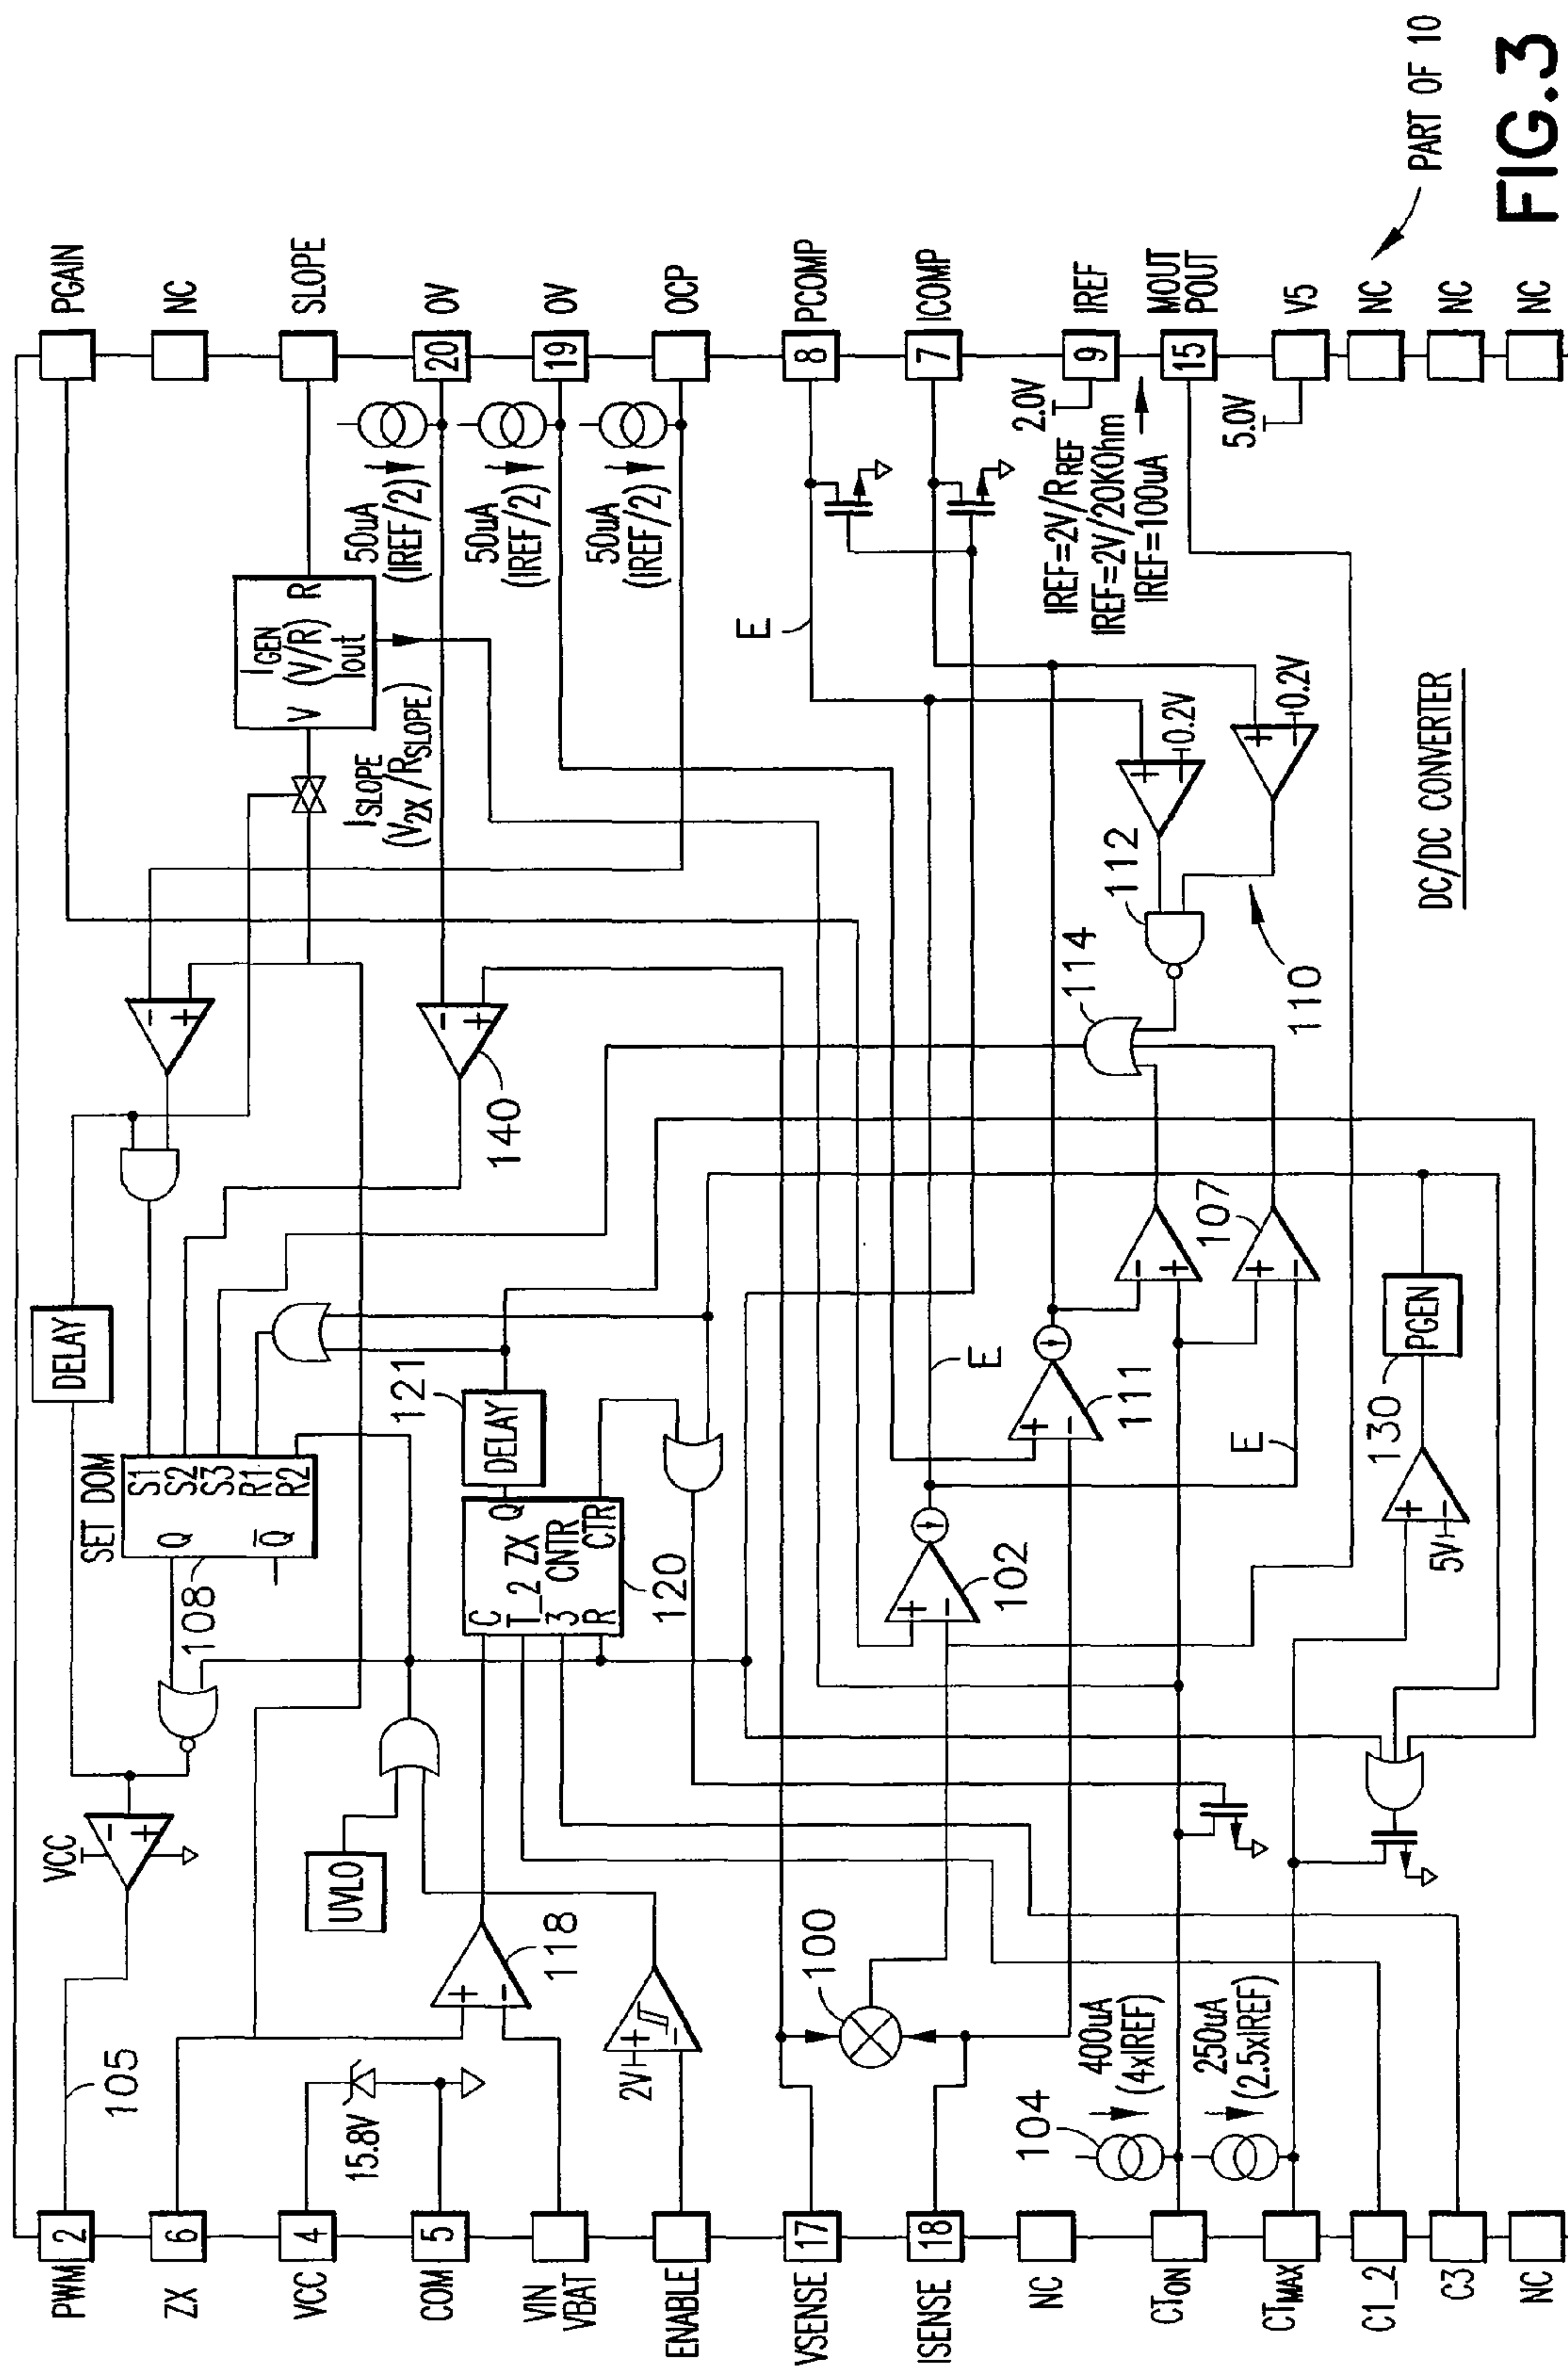 PGAIN
NC
SLOPE
OV
OV
OCP
PCOMP
ICOMP
IREF
MOUT
POUT
V5
NC
NC
NC
20
19
8
7
9
15
50uA
(IREF/2)
50uA
(IREF/2)
50uA
(IREF/2)
2.0V
IREF=2V/RREF
IREF=2V/20KOhm
IREF=100uA
5.0V
IGEN
(V/R)
Iout
V
R
ISLOPE
(V2X/RSLOPE)
E
-
+
-
+
140
+
-
+0.2V
+
-
+0.2V
112
114
110
DELAY
SET DOM
S1
S2
S3
R1
R2
Q
Q̅
108
121
DELAY
Q
C
T_2 ZX
3 CNTR
R CTR
120
E
+
-
111
+
-
102
-
+
+
-
107
E
PGEN
130
+
-
5V
VCC
-
+
UVLO
+
-
118
2V
+
-
100
105
15.8V
104
400uA
(4xIREF)
250uA
(2.5xIREF)
2
6
4
5
17
18
PWM
ZX
VCC
COM
VIN
VBAT
ENABLE
VSENSE
ISENSE
NC
CTON
CTMAX
C1_2
C3
NC
DC/DC CONVERTER
PART OF 10
FIG.3